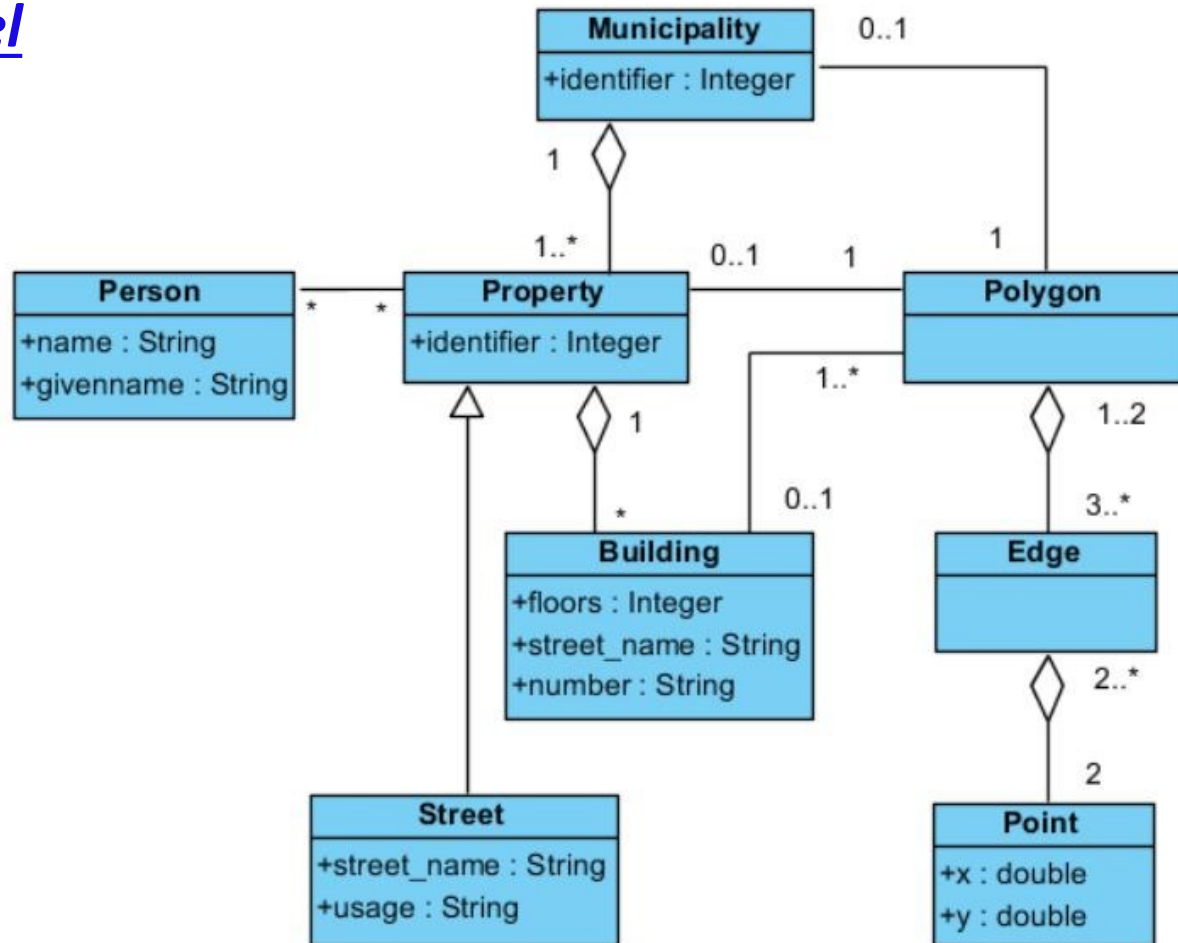 el
Municipality
0..1
+identifier : Integer
1
1..*
0..1
1
1
Person
Property
Polygon
*
*
+name : String
+identifier : Integer
+givenname : String
1..*
1
1..2
*
0..1
3..*
Building
Edge
+floors : Integer
+street_name : String
+number : String
2..*
2
Street
Point
+street_name : String
+x : double
+usage : String
+y : double